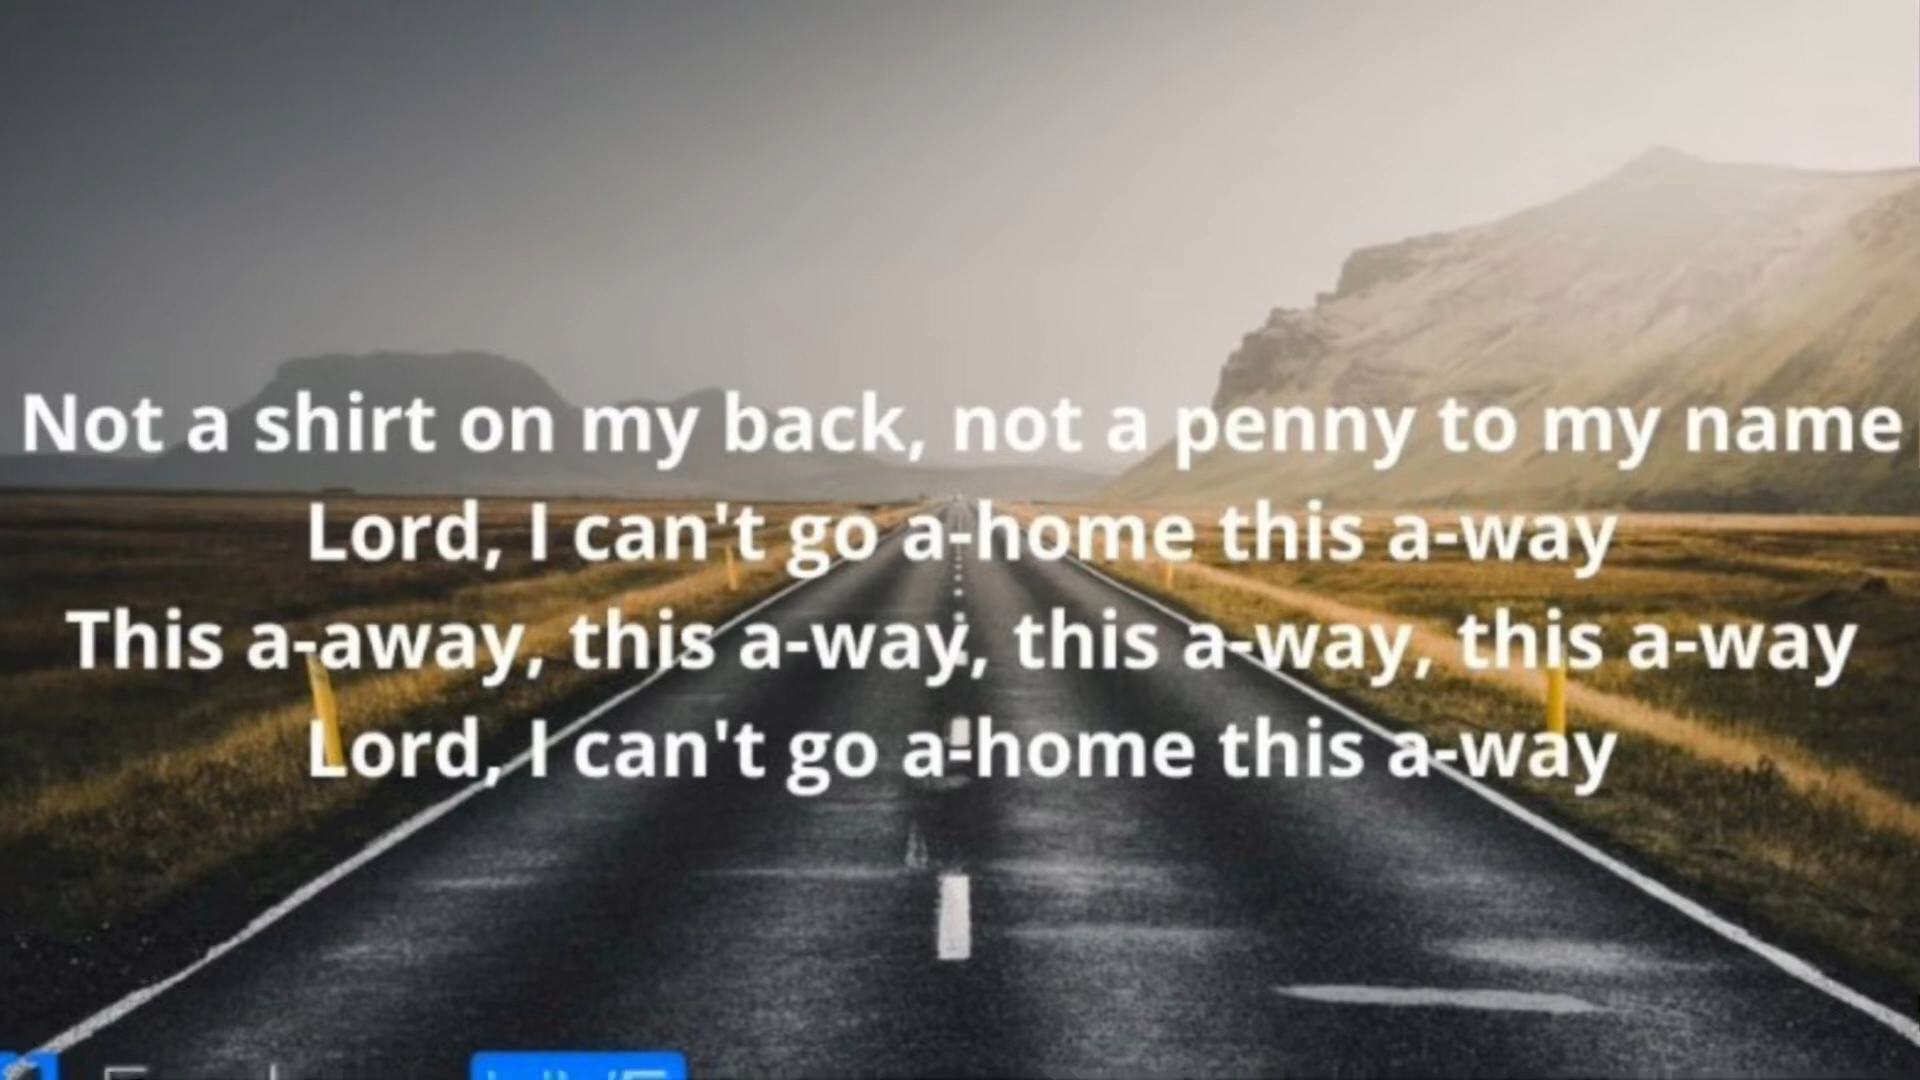 Not a shirt on my back, not a penny to my name
Lord, I can't go a-home this a-way
This a-away, this a-way, this a-way, this a-way
Lord, I can't go a-home this a-way